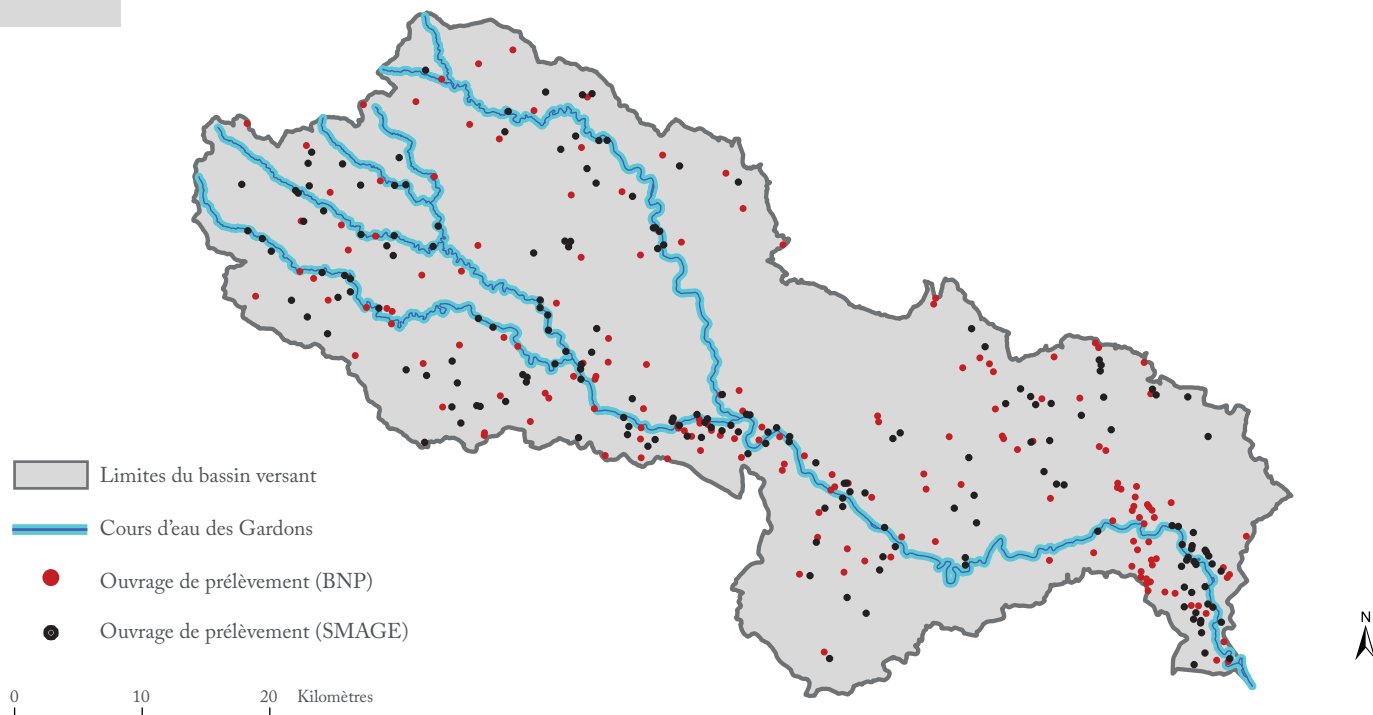 Limites du bassin versant
Cours d'eau des Gardons
Ouvrage de prélèvement (BNP)
Ouvrage de prélèvement (SMAGE)
0 10 20 Kilomètres
N